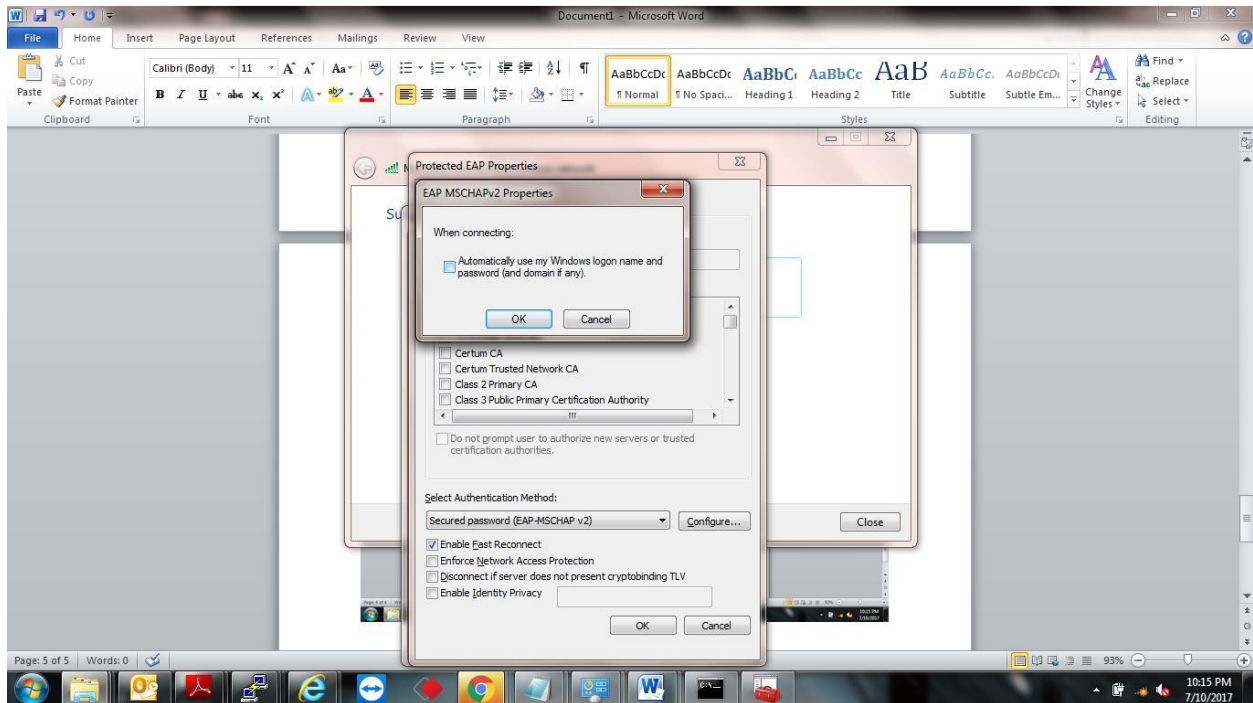 Document1 - Microsoft Word
File Home Insert Page Layout References Mailings Review View
Cut
Copy
Format Painter
Paste
Clipboard
Calibri (Body) 11
Font
Paragraph
AaBbCcDc AaBbCcDc AaBbC AaBbCc AaB AaBbCc. AaBbCcDc
¶ Normal ¶ No Spaci... Heading 1 Heading 2 Title Subtitle Subtle Em...
Change Styles
Styles
Find
Replace
Select
Editing
Protected EAP Properties
EAP MSCHAPv2 Properties
Su
When connecting:
Automatically use my Windows logon name and
password (and domain if any).
OK Cancel
Certum CA
Certum Trusted Network CA
Class 2 Primary CA
Class 3 Public Primary Certification Authority
Do not prompt user to authorize new servers or trusted
certification authorities.
Select Authentication Method:
Secured password (EAP-MSCHAP v2) Configure...
Close
Enable Fast Reconnect
Enforce Network Access Protection
Disconnect if server does not present cryptobinding TLV
Enable Identity Privacy
OK Cancel
10:15 PM
7/10/2017
Page: 5 of 5 Words: 0 93%
10:15 PM
7/10/2017